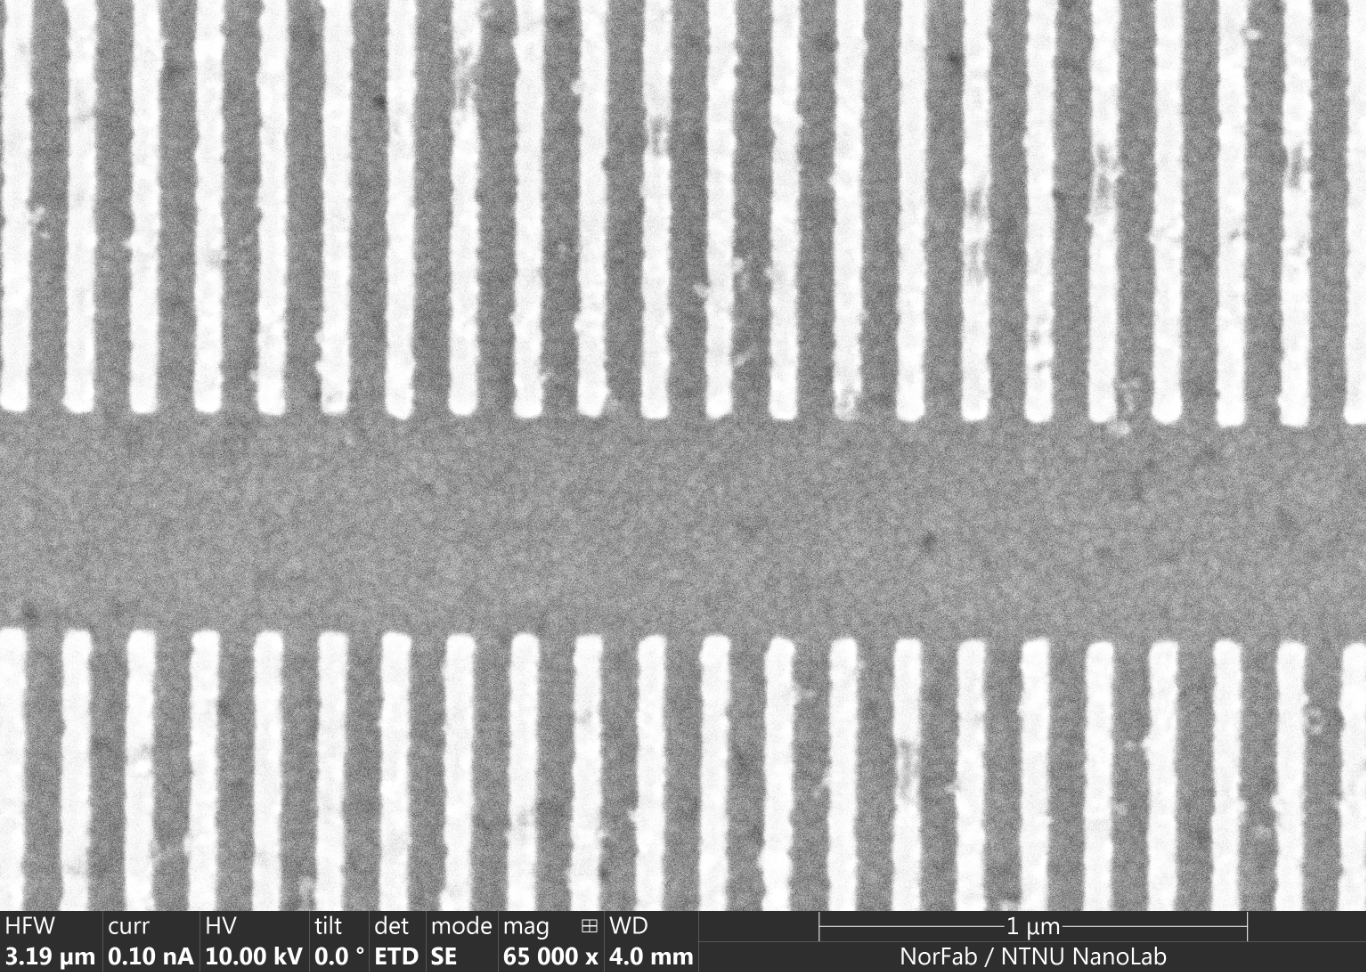 HFW curr HV tilt det mode mag ⊞ WD 1 µm
3.19 µm 0.10 nA 10.00 kV 0.0 ° ETD SE 65 000 x 4.0 mm NorFab / NTNU NanoLab